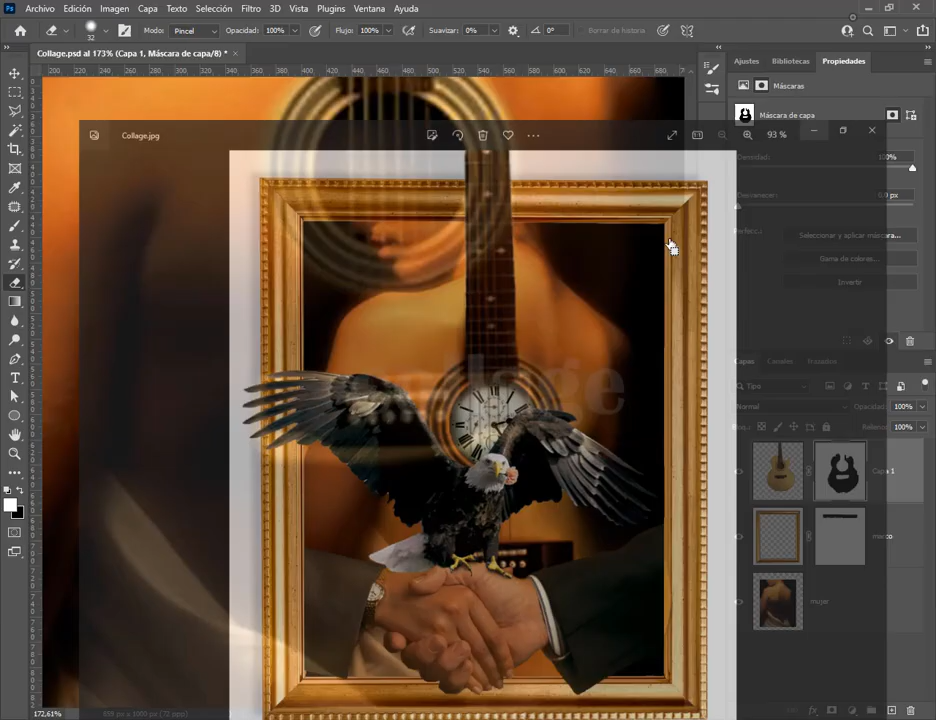 Ps Archivo Edición Imagen Capa Texto Selección Filtro 3D Vista Plugins Ventana Ayuda
32 Modo: Pincel Opacidad: 100% Flujo: 100% Suavizar: 0% 0° Borrar de historia
Collage.psd al 173% (Capa 1, Máscara de capa/8) *
Ajustes Bibliotecas Propiedades
200 220 240 260 280 300 320 340 360 380 400 420 440 460 480 500 520 540 560 580 600 620 640 660 680
Máscaras
Máscara de capa
Collage.jpg
93 %
Densidad: 100%
Desvanecer: 0,0 px
Seleccionar y aplicar máscara...
Gama de colores...
Invertir
Capas Canales Trazados
Tipo
Normal Opacidad: 100%
Relleno: 100%
Capa 1
marco
mujer
172,61%